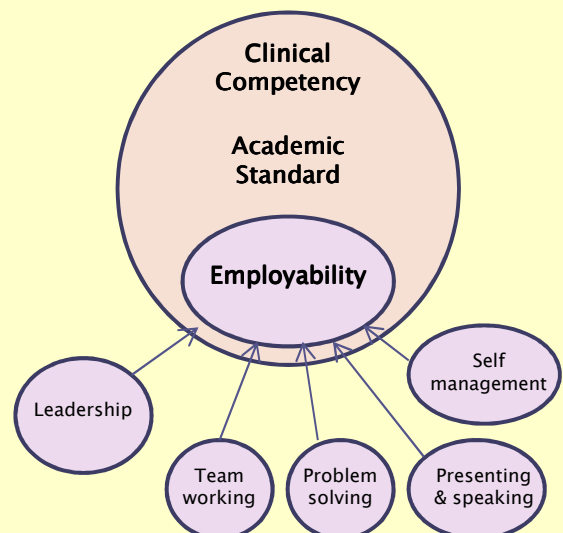 Clinical
Competency
Academic
Standard
Employability
Leadership
Team
working
Problem
solving
Presenting
& speaking
Self
management